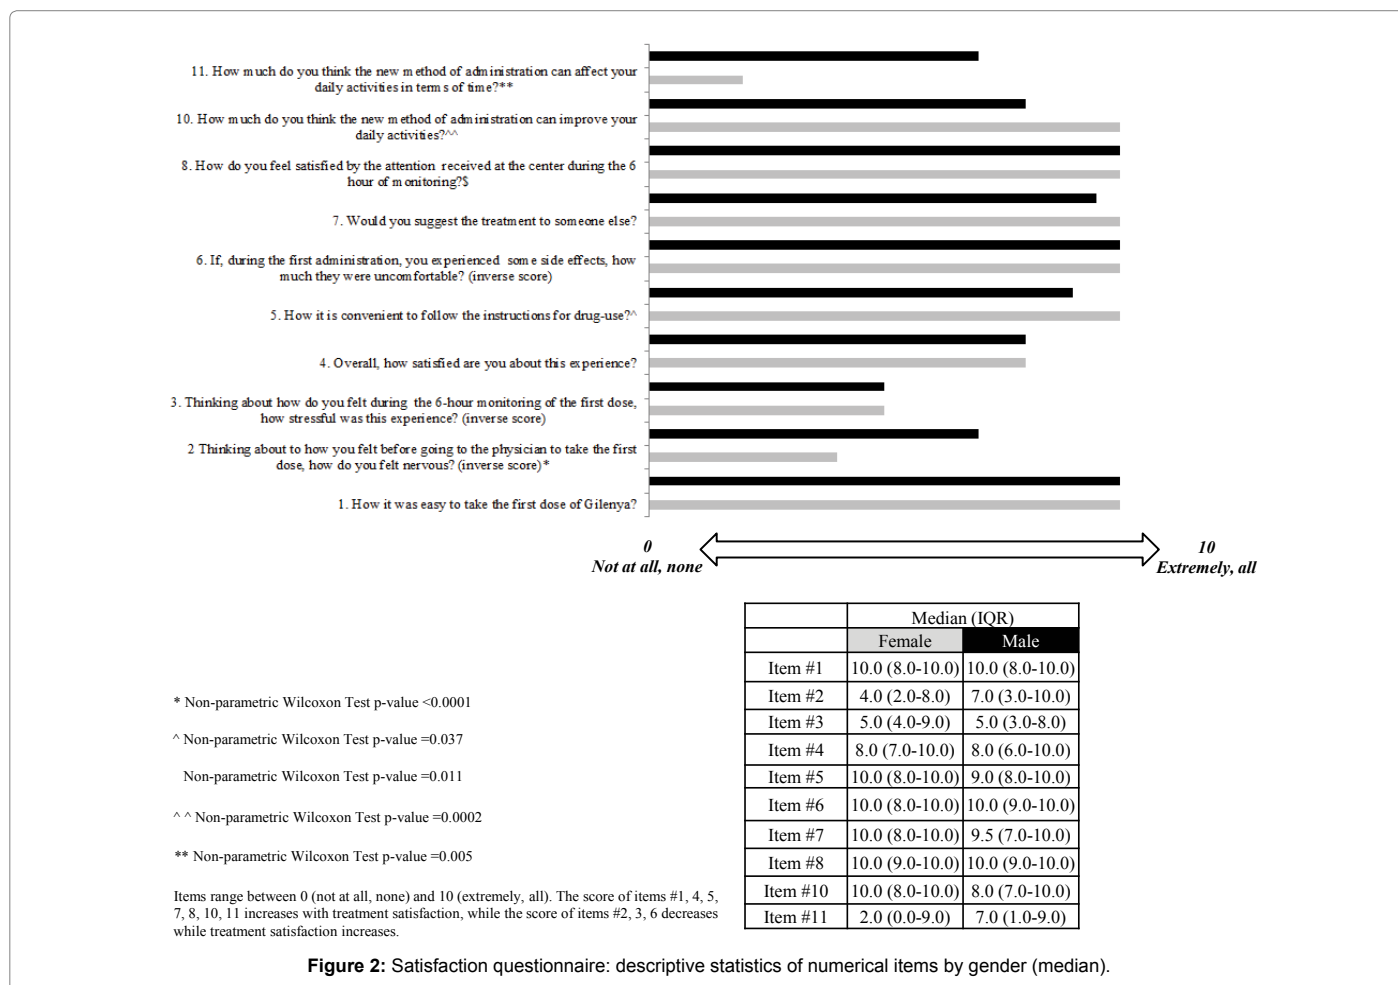 11. How much do you think the new method of administration can affect your
daily activities in terms of time?**
10. How much do you think the new method of administration can improve your
daily activities?^^
8. How do you feel satisfied by the attention received at the center during the 6
hour of monitoring?$
7. Would you suggest the treatment to someone else?
6. If, during the first administration, you experienced some side effects, how
much they were uncomfortable? (inverse score)
5. How it is convenient to follow the instructions for drug-use?^
4. Overall, how satisfied are you about this experience?
3. Thinking about how do you felt during the 6-hour monitoring of the first dose,
how stressful was this experience? (inverse score)
2 Thinking about to how you felt before going to the physician to take the first
dose, how do you felt nervous? (inverse score)*
1. How it was easy to take the first dose of Gilenya?
0
Not at all, none
10
Extremely, all
Median (IQR)
Female Male
Item #1 10.0 (8.0-10.0) 10.0 (8.0-10.0)
Item #2 4.0 (2.0-8.0) 7.0 (3.0-10.0)
Item #3 5.0 (4.0-9.0) 5.0 (3.0-8.0)
Item #4 8.0 (7.0-10.0) 8.0 (6.0-10.0)
Item #5 10.0 (8.0-10.0) 9.0 (8.0-10.0)
Item #6 10.0 (8.0-10.0) 10.0 (9.0-10.0)
Item #7 10.0 (8.0-10.0) 9.5 (7.0-10.0)
Item #8 10.0 (9.0-10.0) 10.0 (9.0-10.0)
Item #10 10.0 (8.0-10.0) 8.0 (7.0-10.0)
Item #11 2.0 (0.0-9.0) 7.0 (1.0-9.0)
* Non-parametric Wilcoxon Test p-value <0.0001
^ Non-parametric Wilcoxon Test p-value =0.037
Non-parametric Wilcoxon Test p-value =0.011
^ ^ Non-parametric Wilcoxon Test p-value =0.0002
** Non-parametric Wilcoxon Test p-value =0.005
Items range between 0 (not at all, none) and 10 (extremely, all). The score of items #1, 4, 5,
7, 8, 10, 11 increases with treatment satisfaction, while the score of items #2, 3, 6 decreases
while treatment satisfaction increases.
Figure 2: Satisfaction questionnaire: descriptive statistics of numerical items by gender (median).